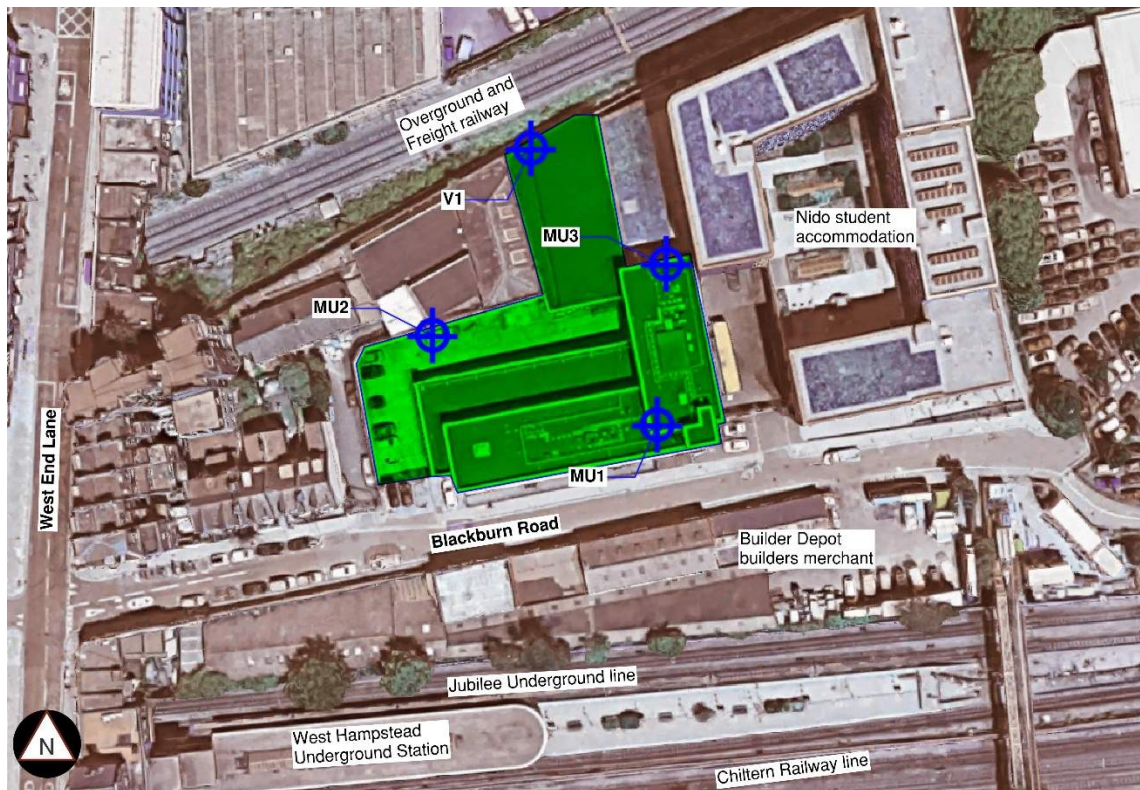 Overground and
Freight railway
V1
MU3
Nido student
accommodation
MU2
West End Lane
MU1
Blackburn Road
Builder Depot
builders merchant
Jubilee Underground line
West Hampstead
Underground Station
N
Chiltern Railway line